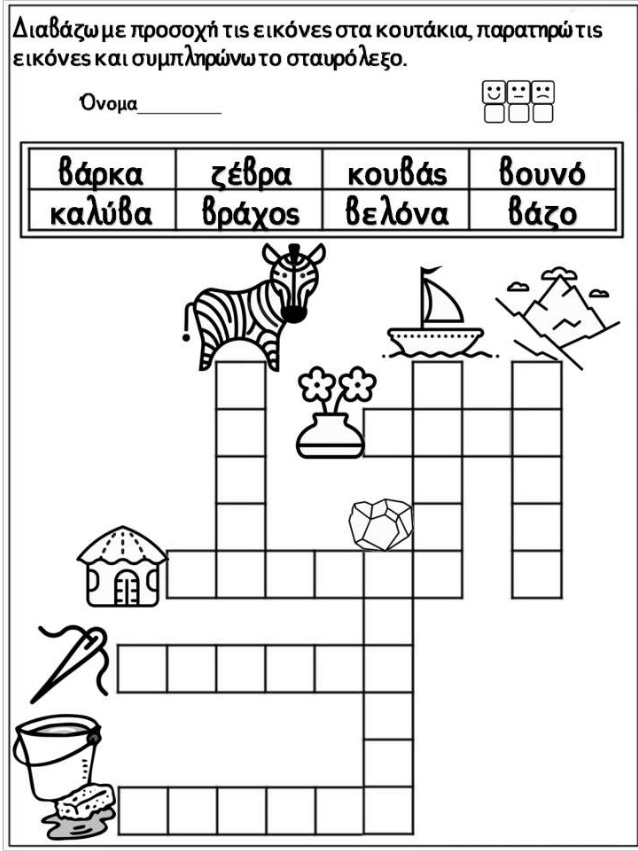 Διαβάζω με προσοχή τις εικόνες στα κουτάκια, παρατηρώ τις
εικόνες και συμπληρώνω το σταυρόλεξο.
Όνομα_________
βάρκα ζέβρα κουβάς βουνό
καλύβα βράχος βελόνα βάζο